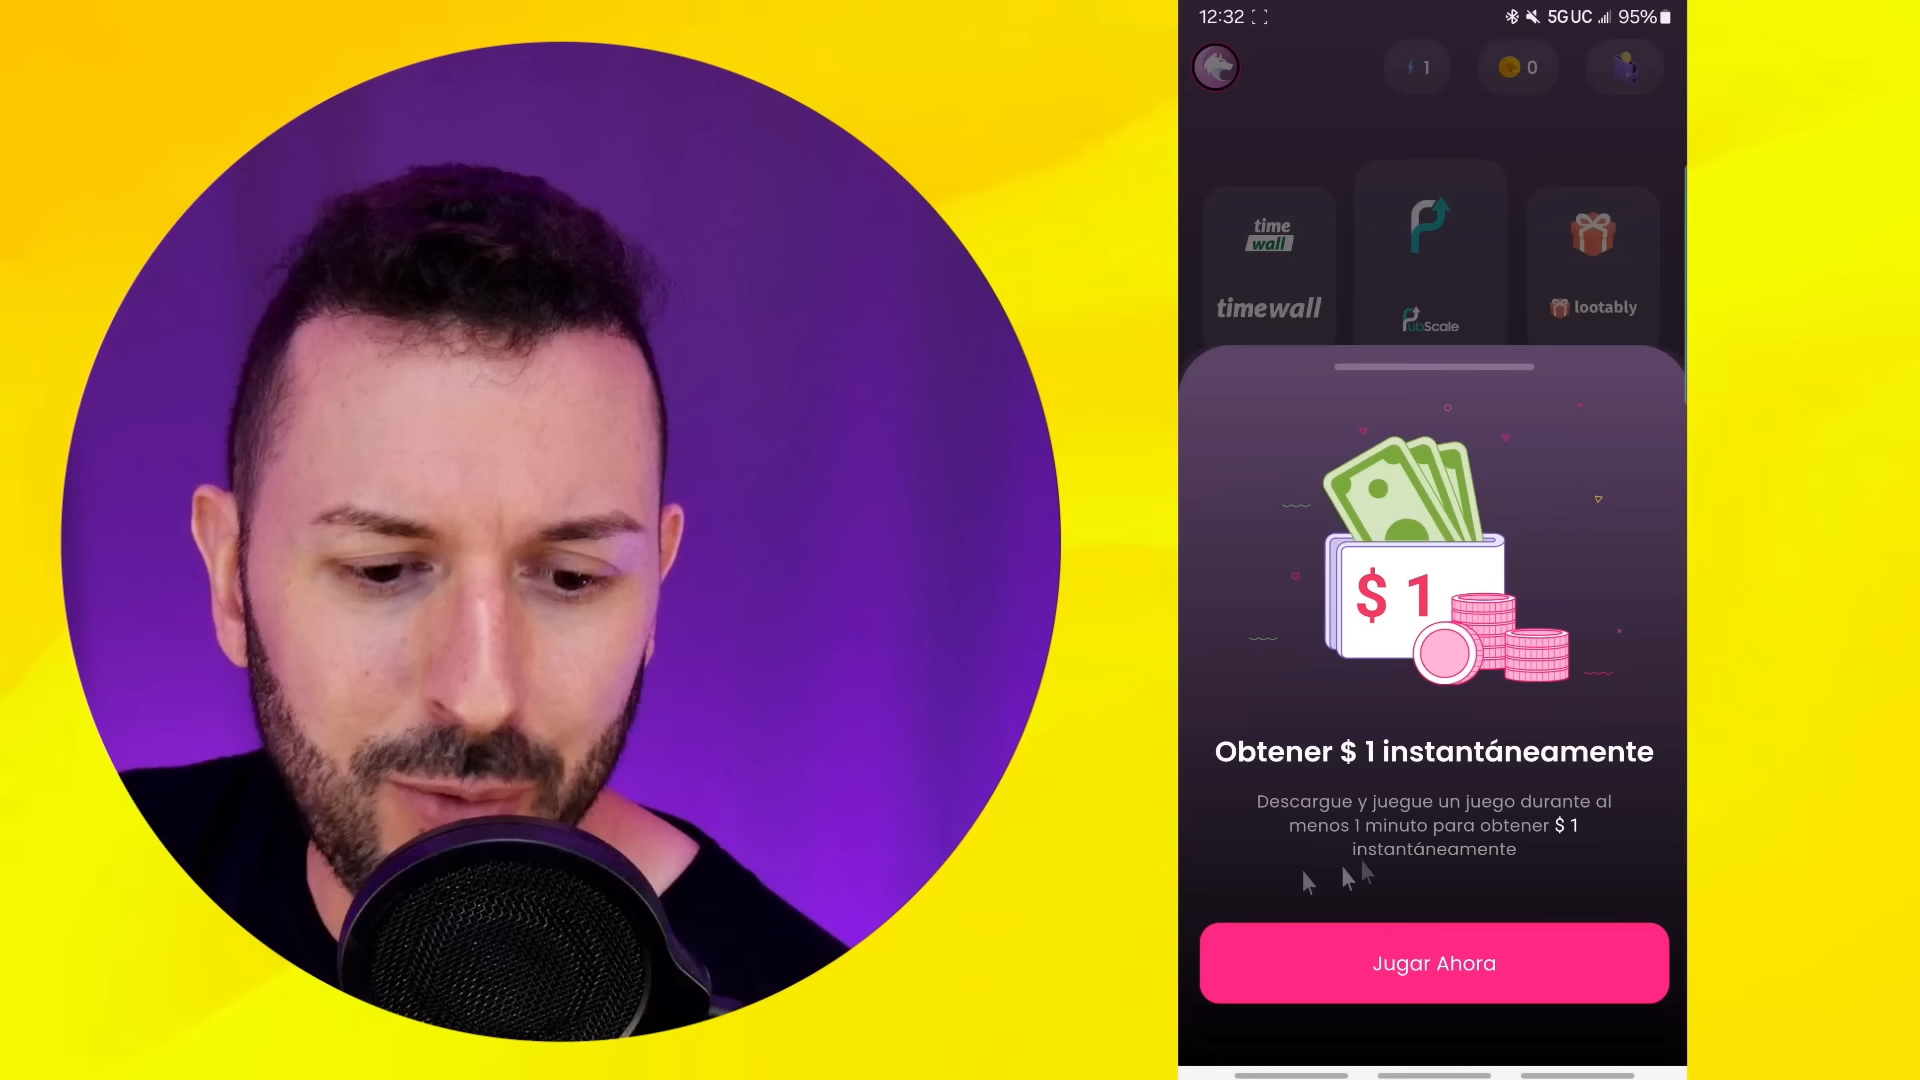 12:32
5G UC
95%
1
0
time
wall
timewall
PubScale
lootably
$ 1
Obtener $ 1 instantáneamente
Descargue y juegue un juego durante al
menos 1 minuto para obtener $ 1
instantáneamente
Jugar Ahora